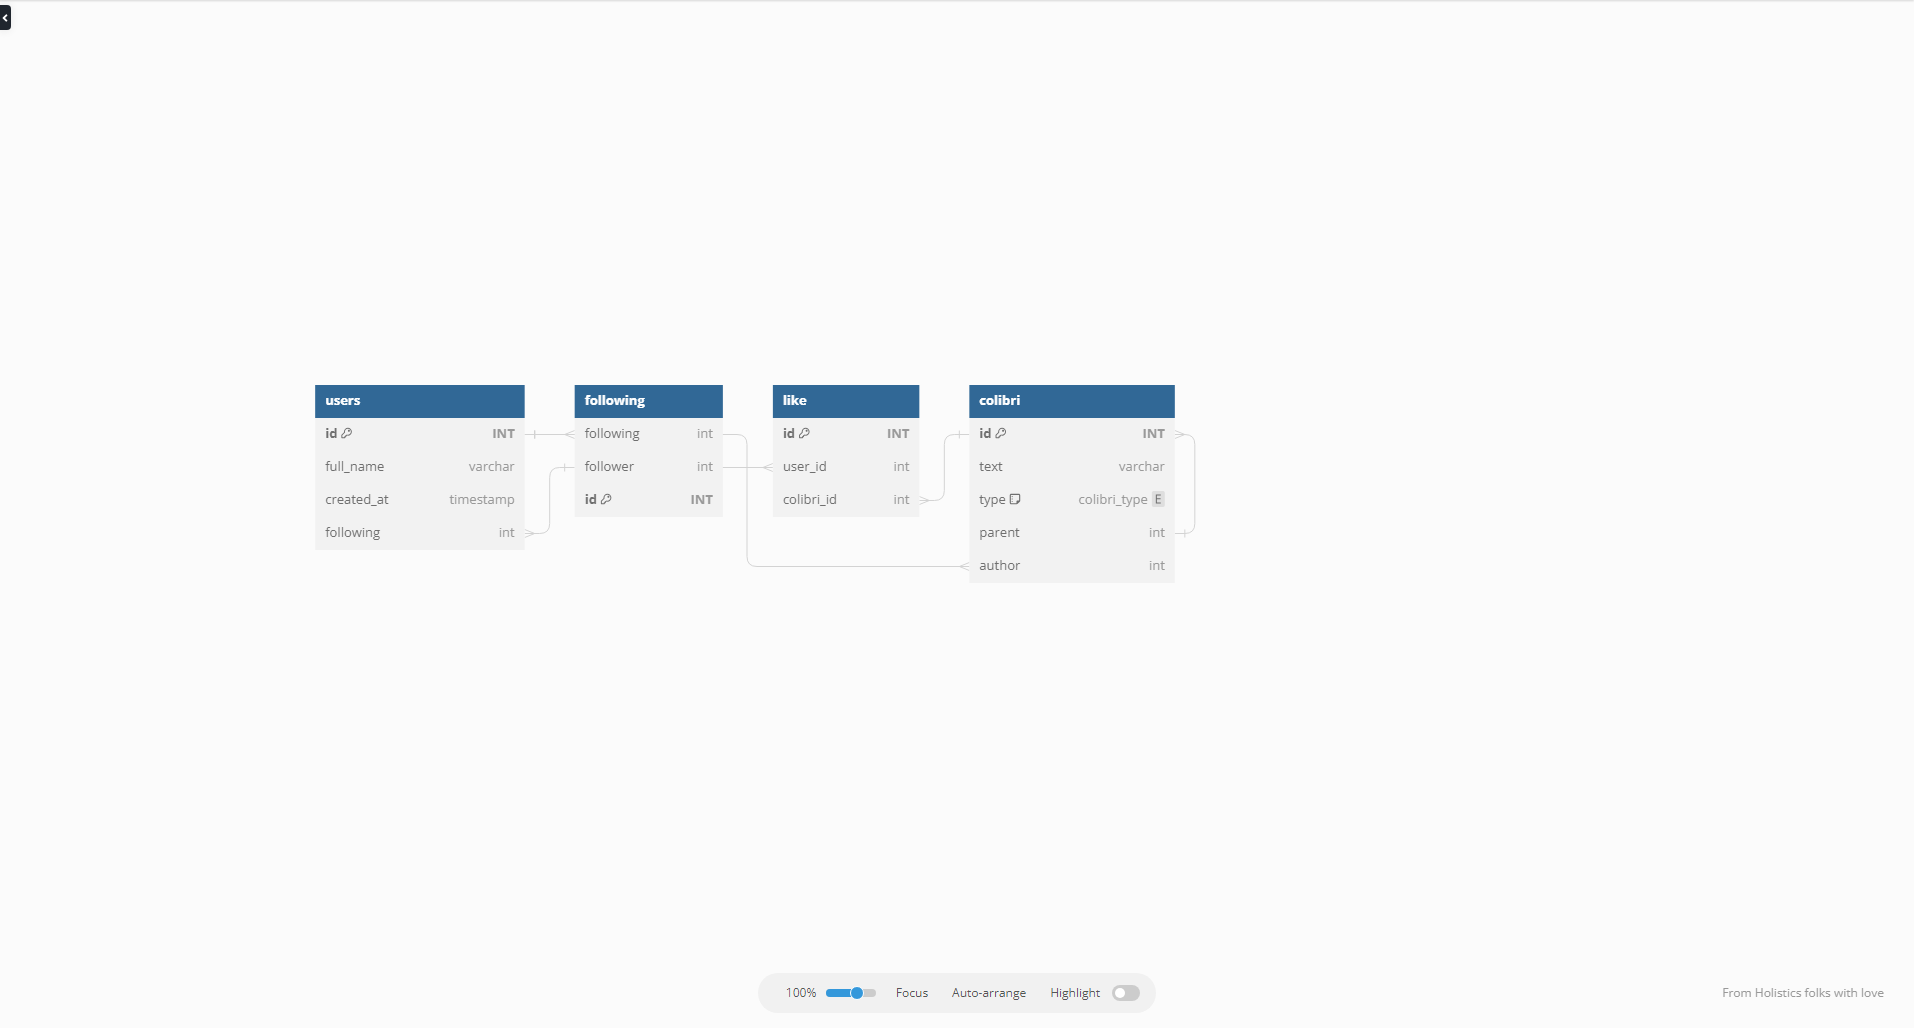 users
id INT
full_name varchar
created_at timestamp
following int
following
following int
follower int
id INT
like
id INT
user_id int
colibri_id int
colibri
id INT
text varchar
type colibri_type E
parent int
author int
100% Focus Auto-arrange Highlight
From Holistics folks with love